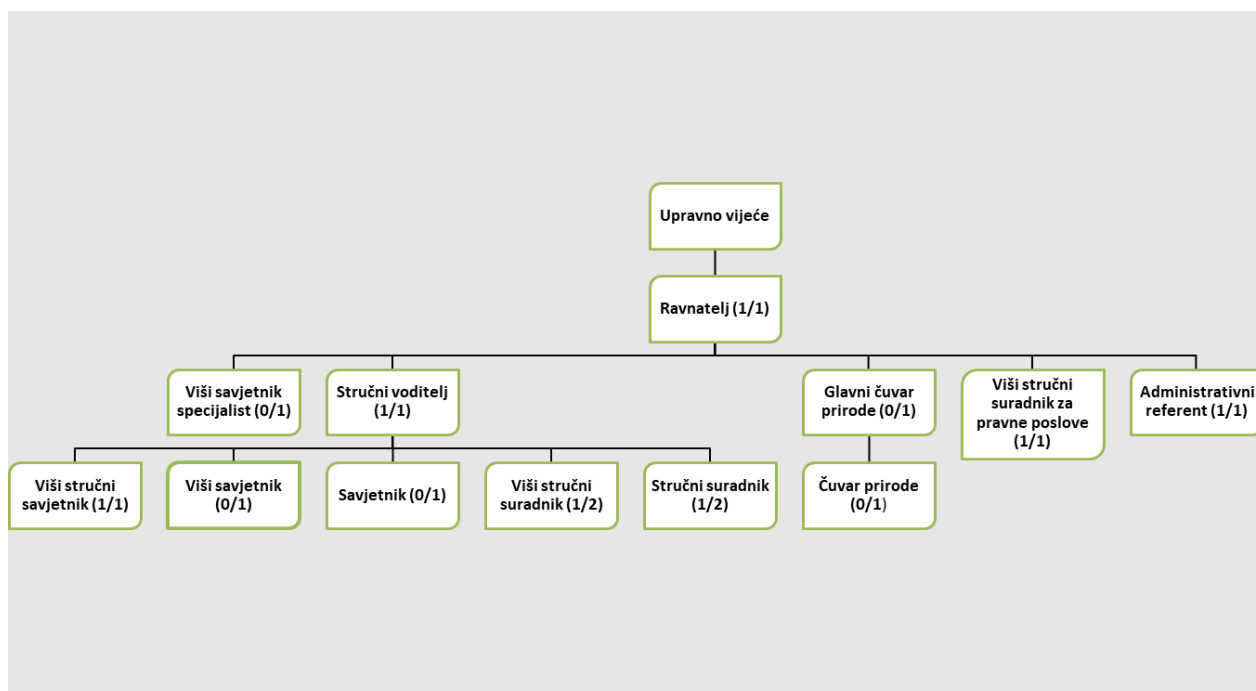 Upravno vijeće
Ravnatelj (1/1)
Viši savjetnik
specijalist (0/1)
Stručni voditelj
(1/1)
Glavni čuvar
prirode (0/1)
Viši stručni
suradnik za
pravne poslove
(1/1)
Administrativni
referent (1/1)
Viši stručni
savjetnik (1/1)
Viši savjetnik
(0/1)
Savjetnik (0/1)
Viši stručni
suradnik (1/2)
Stručni suradnik
(1/2)
Čuvar prirode
(0/1)